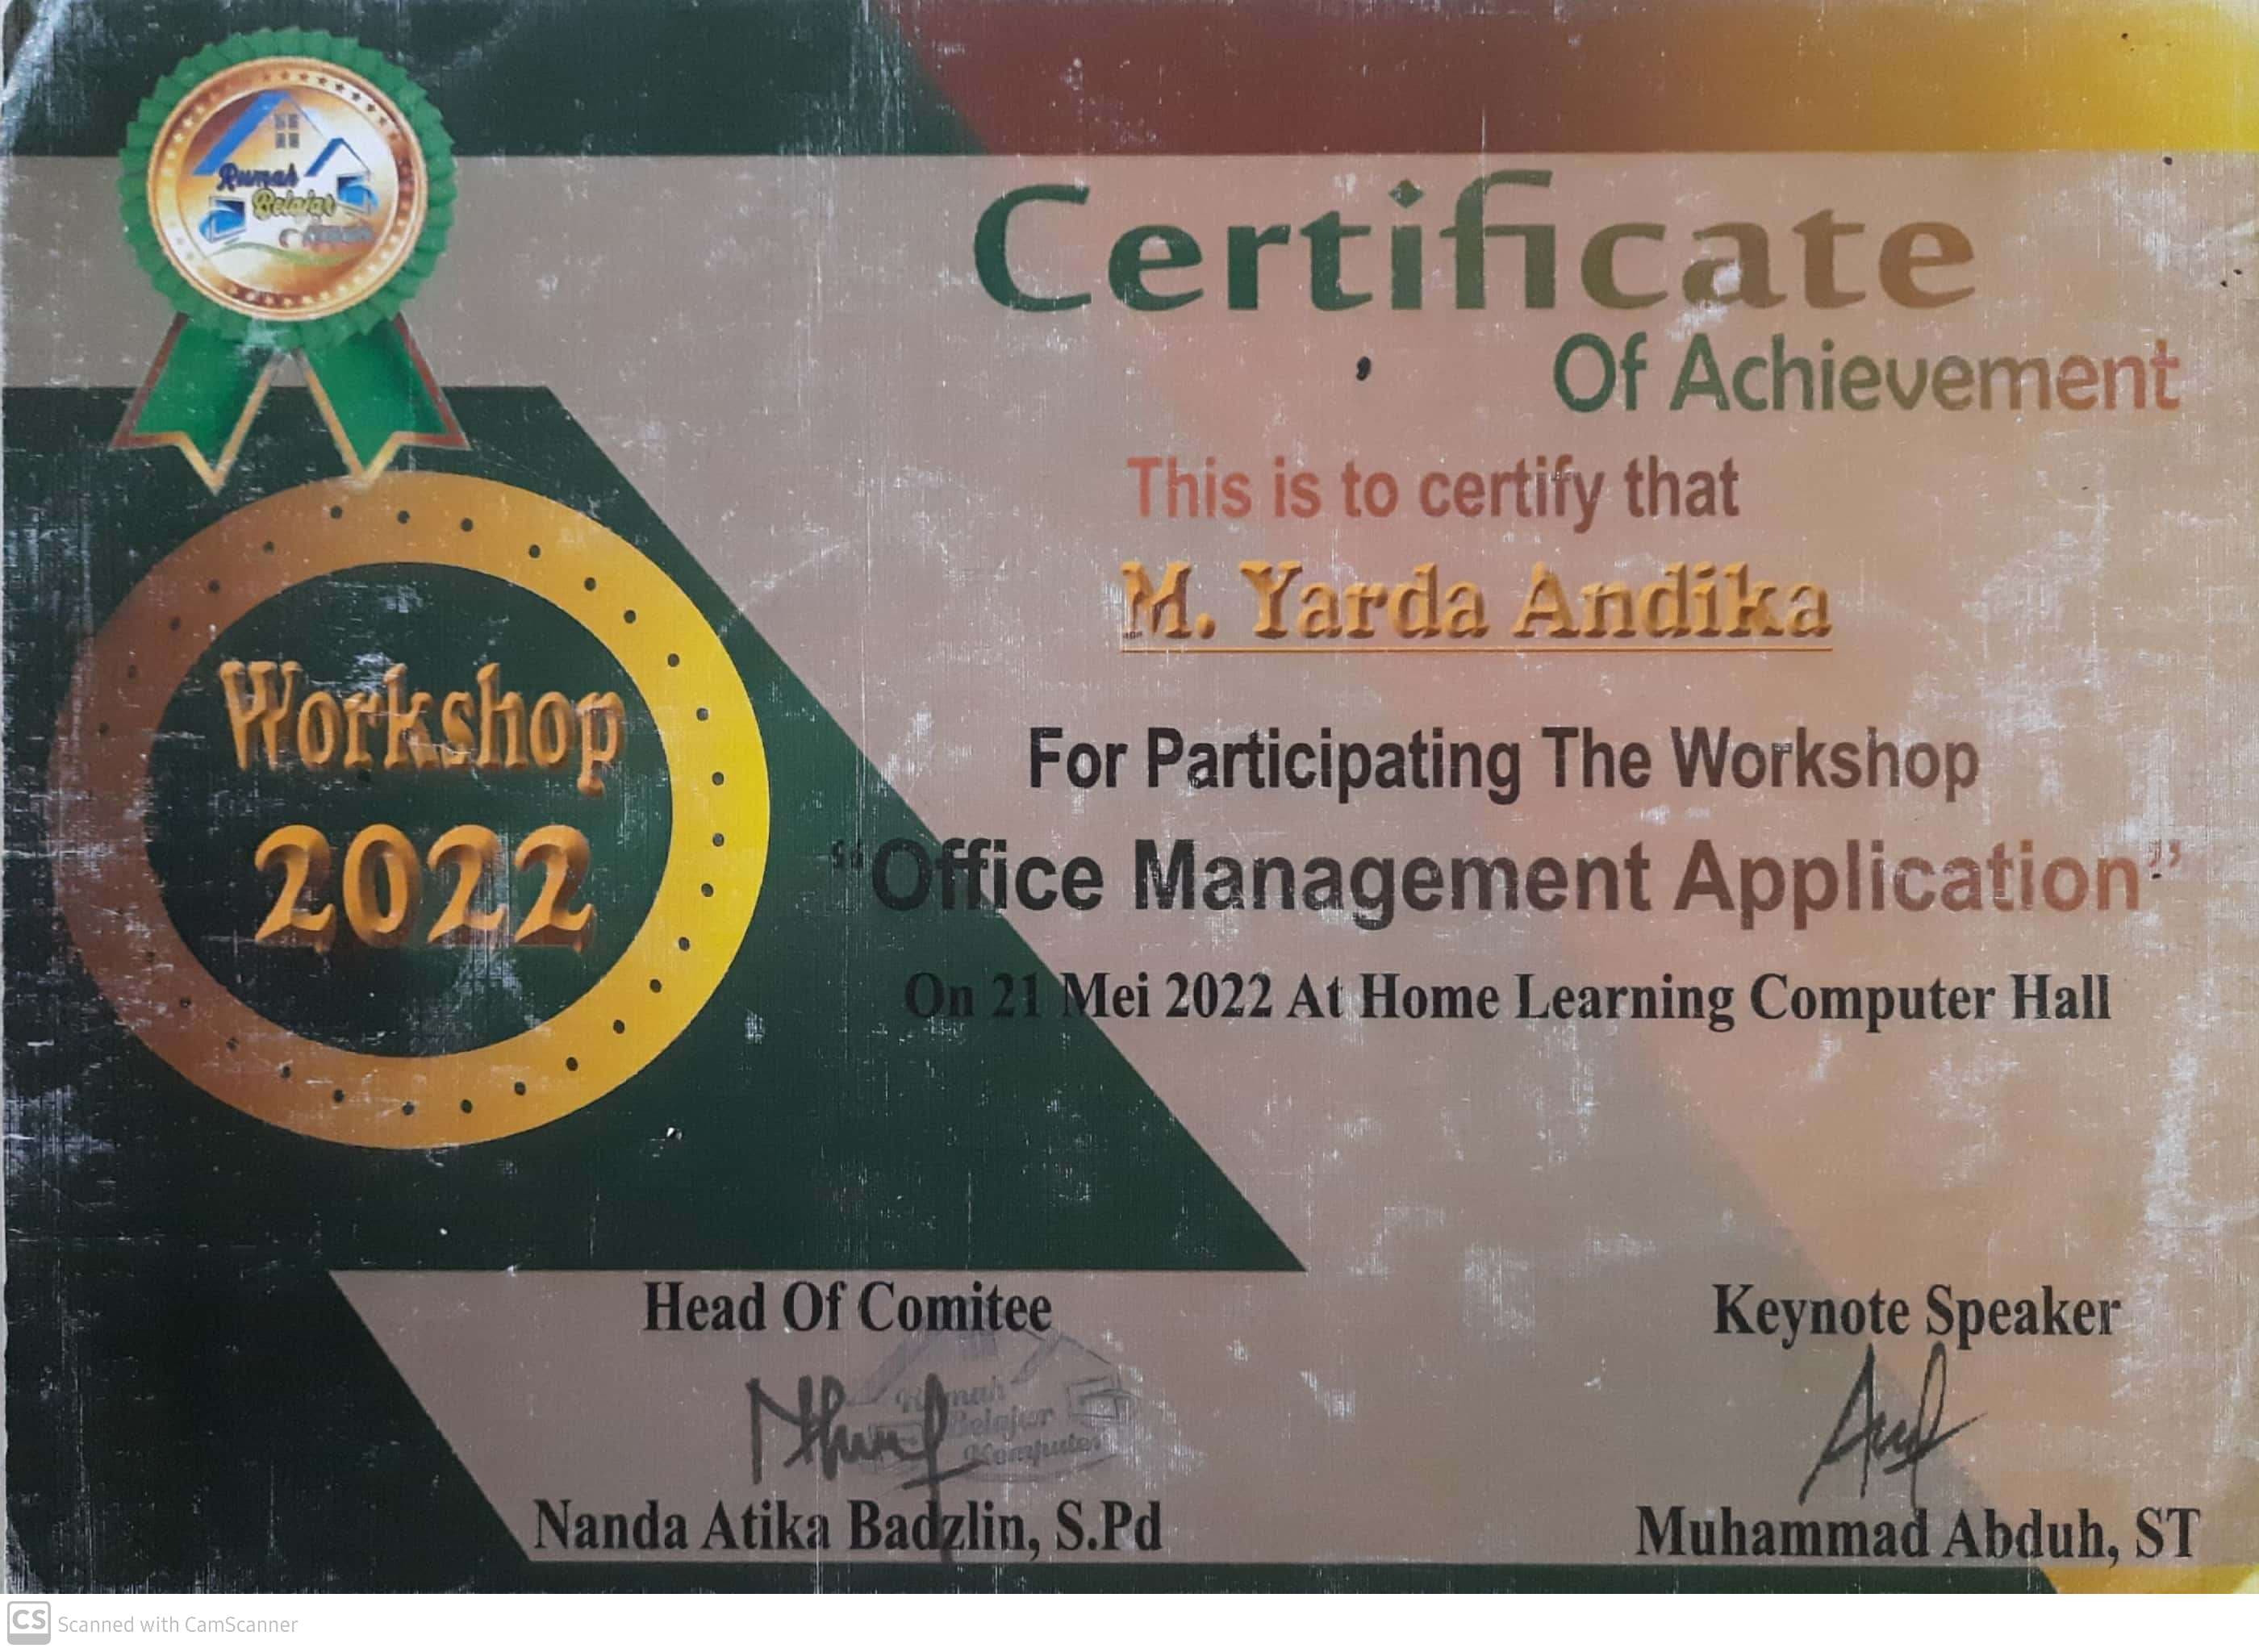 Rumah
Belajar
Certificate
Of Achievement
This is to certify that
M. Yarda Andika
Workshop
2022
For Participating The Workshop
“Office Management Application”
On 21 Mei 2022 At Home Learning Computer Hall
Head Of Comitee
Keynote Speaker
Rumah
Belajar
Komputer
Nanda Atika Badzlin, S.Pd
Muhammad Abduh, ST
CS Scanned with CamScanner